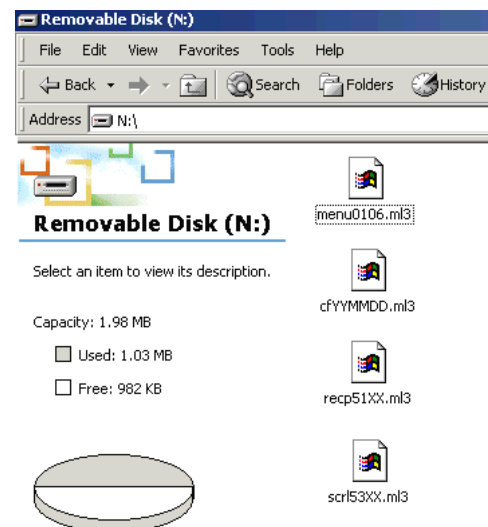 Removable Disk (N:)
File Edit View Favorites Tools Help
Back Search Folders History
Address N:\
Removable Disk (N:)
Select an item to view its description.
Capacity: 1.98 MB
Used: 1.03 MB
Free: 982 KB
menu0106.ml3
cfYYMMDD.ml3
recp51XX.ml3
scrl53XX.ml3